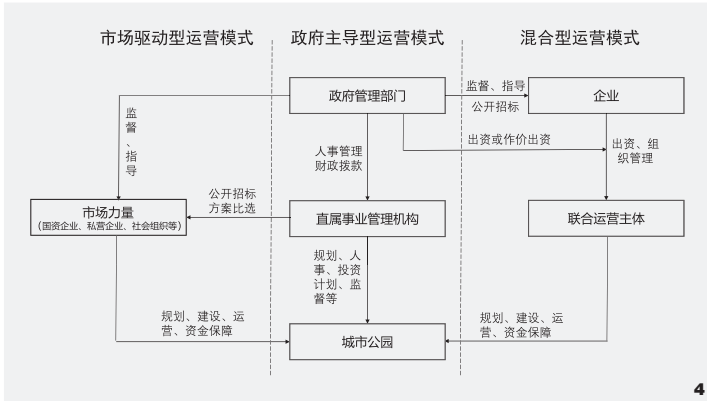 市场驱动型运营模式
政府主导型运营模式
混合型运营模式
政府管理部门
监督、指导
公开招标
企业
监督、指导
人事管理
财政拨款
出资或作价出资
出资、组
织管理
市场力量
（国资企业、私营企业、社会组织等）
公开招标
方案比选
直属事业管理机构
联合运营主体
规划、人
事、投资
计划、监
督等
规划、建设、运
营、资金保障
城市公园
规划、建设、运
营、资金保障
4